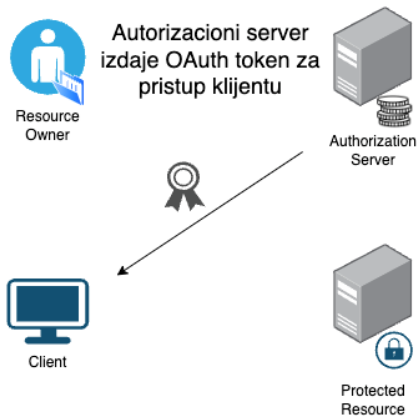 Autorizacioni server
izdaje OAuth token za
pristup klijentu
Resource
Owner
Authorization
Server
Client
Protected
Resource